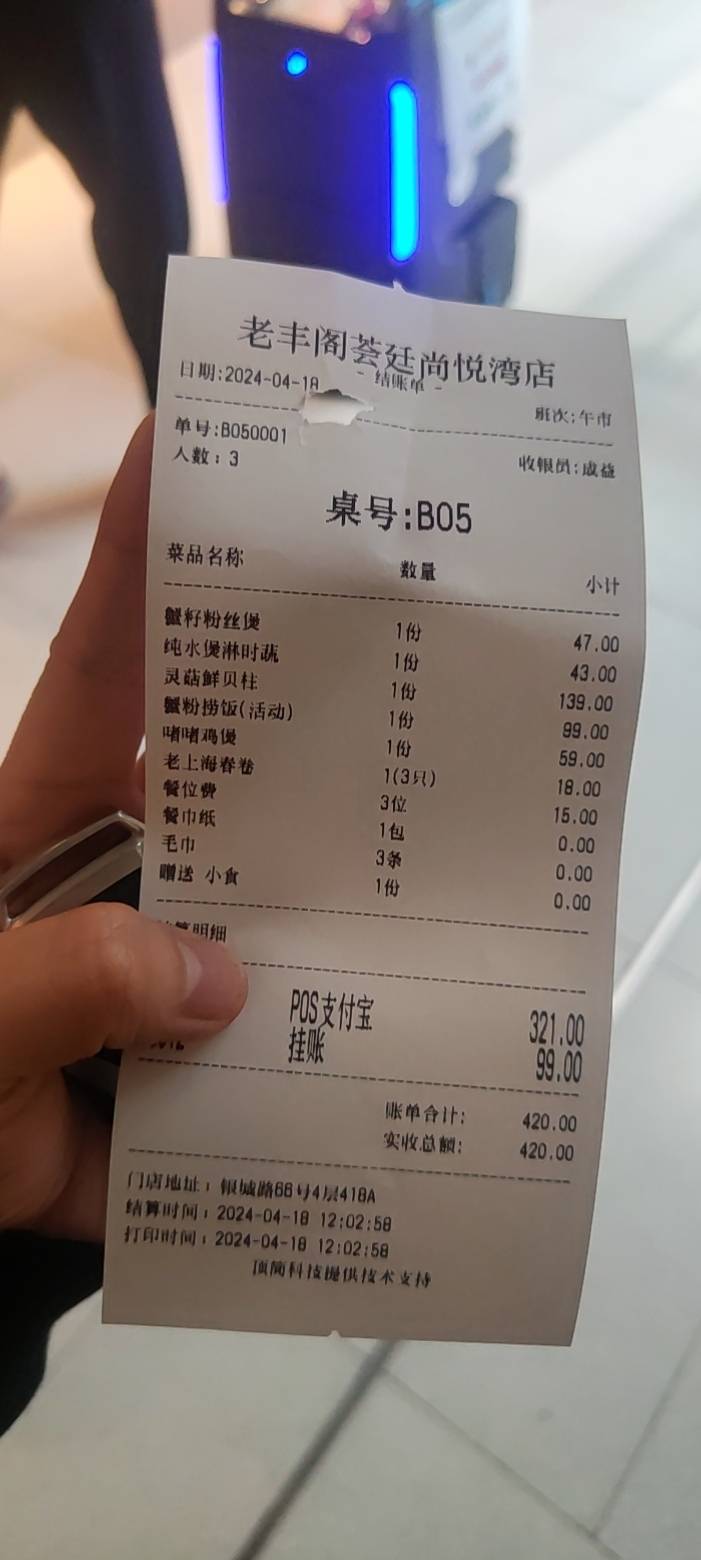 老丰阁荟廷尚悦湾店
- 结账单 -
日期:2024-04-18 班次:午市
单号:B050001
人数：3 收银员:成益
桌号:B05
菜品名称 数量 小计
蟹籽粉丝煲 1份 47.00
纯水煲淋时蔬 1份 43.00
灵菇鲜贝柱 1份 139.00
蟹粉捞饭(活动) 1份 99.00
啫啫鸡煲 1份 59.00
老上海春卷 1(3只) 18.00
餐位费 3位 15.00
餐巾纸 1包 0.00
毛巾 3条 0.00
赠送 小食 1份 0.00
算明细
POS支付宝 321.00
挂账 99.00
账单合计: 420.00
实收总额: 420.00
门店地址：银城路66号4层418A
结算时间：2024-04-18 12:02:58
打印时间：2024-04-18 12:02:58
顶简科技提供技术支持